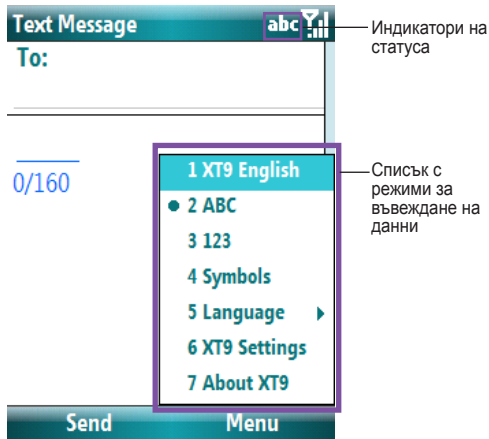 Text Message abc
Индикатори на
статуса
To:
0/160
1 XT9 English
2 ABC
3 123
4 Symbols
5 Language
6 XT9 Settings
7 About XT9
Списък с
режими за
въвеждане на
данни
Send Menu